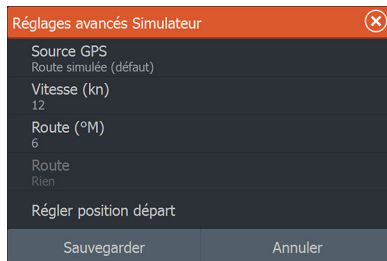 Réglages avancés Simulateur
Source GPS
Route simulée (défaut)
Vitesse (kn)
12
Route (°M)
6
Route
Rien
Régler position départ
Sauvegarder
Annuler